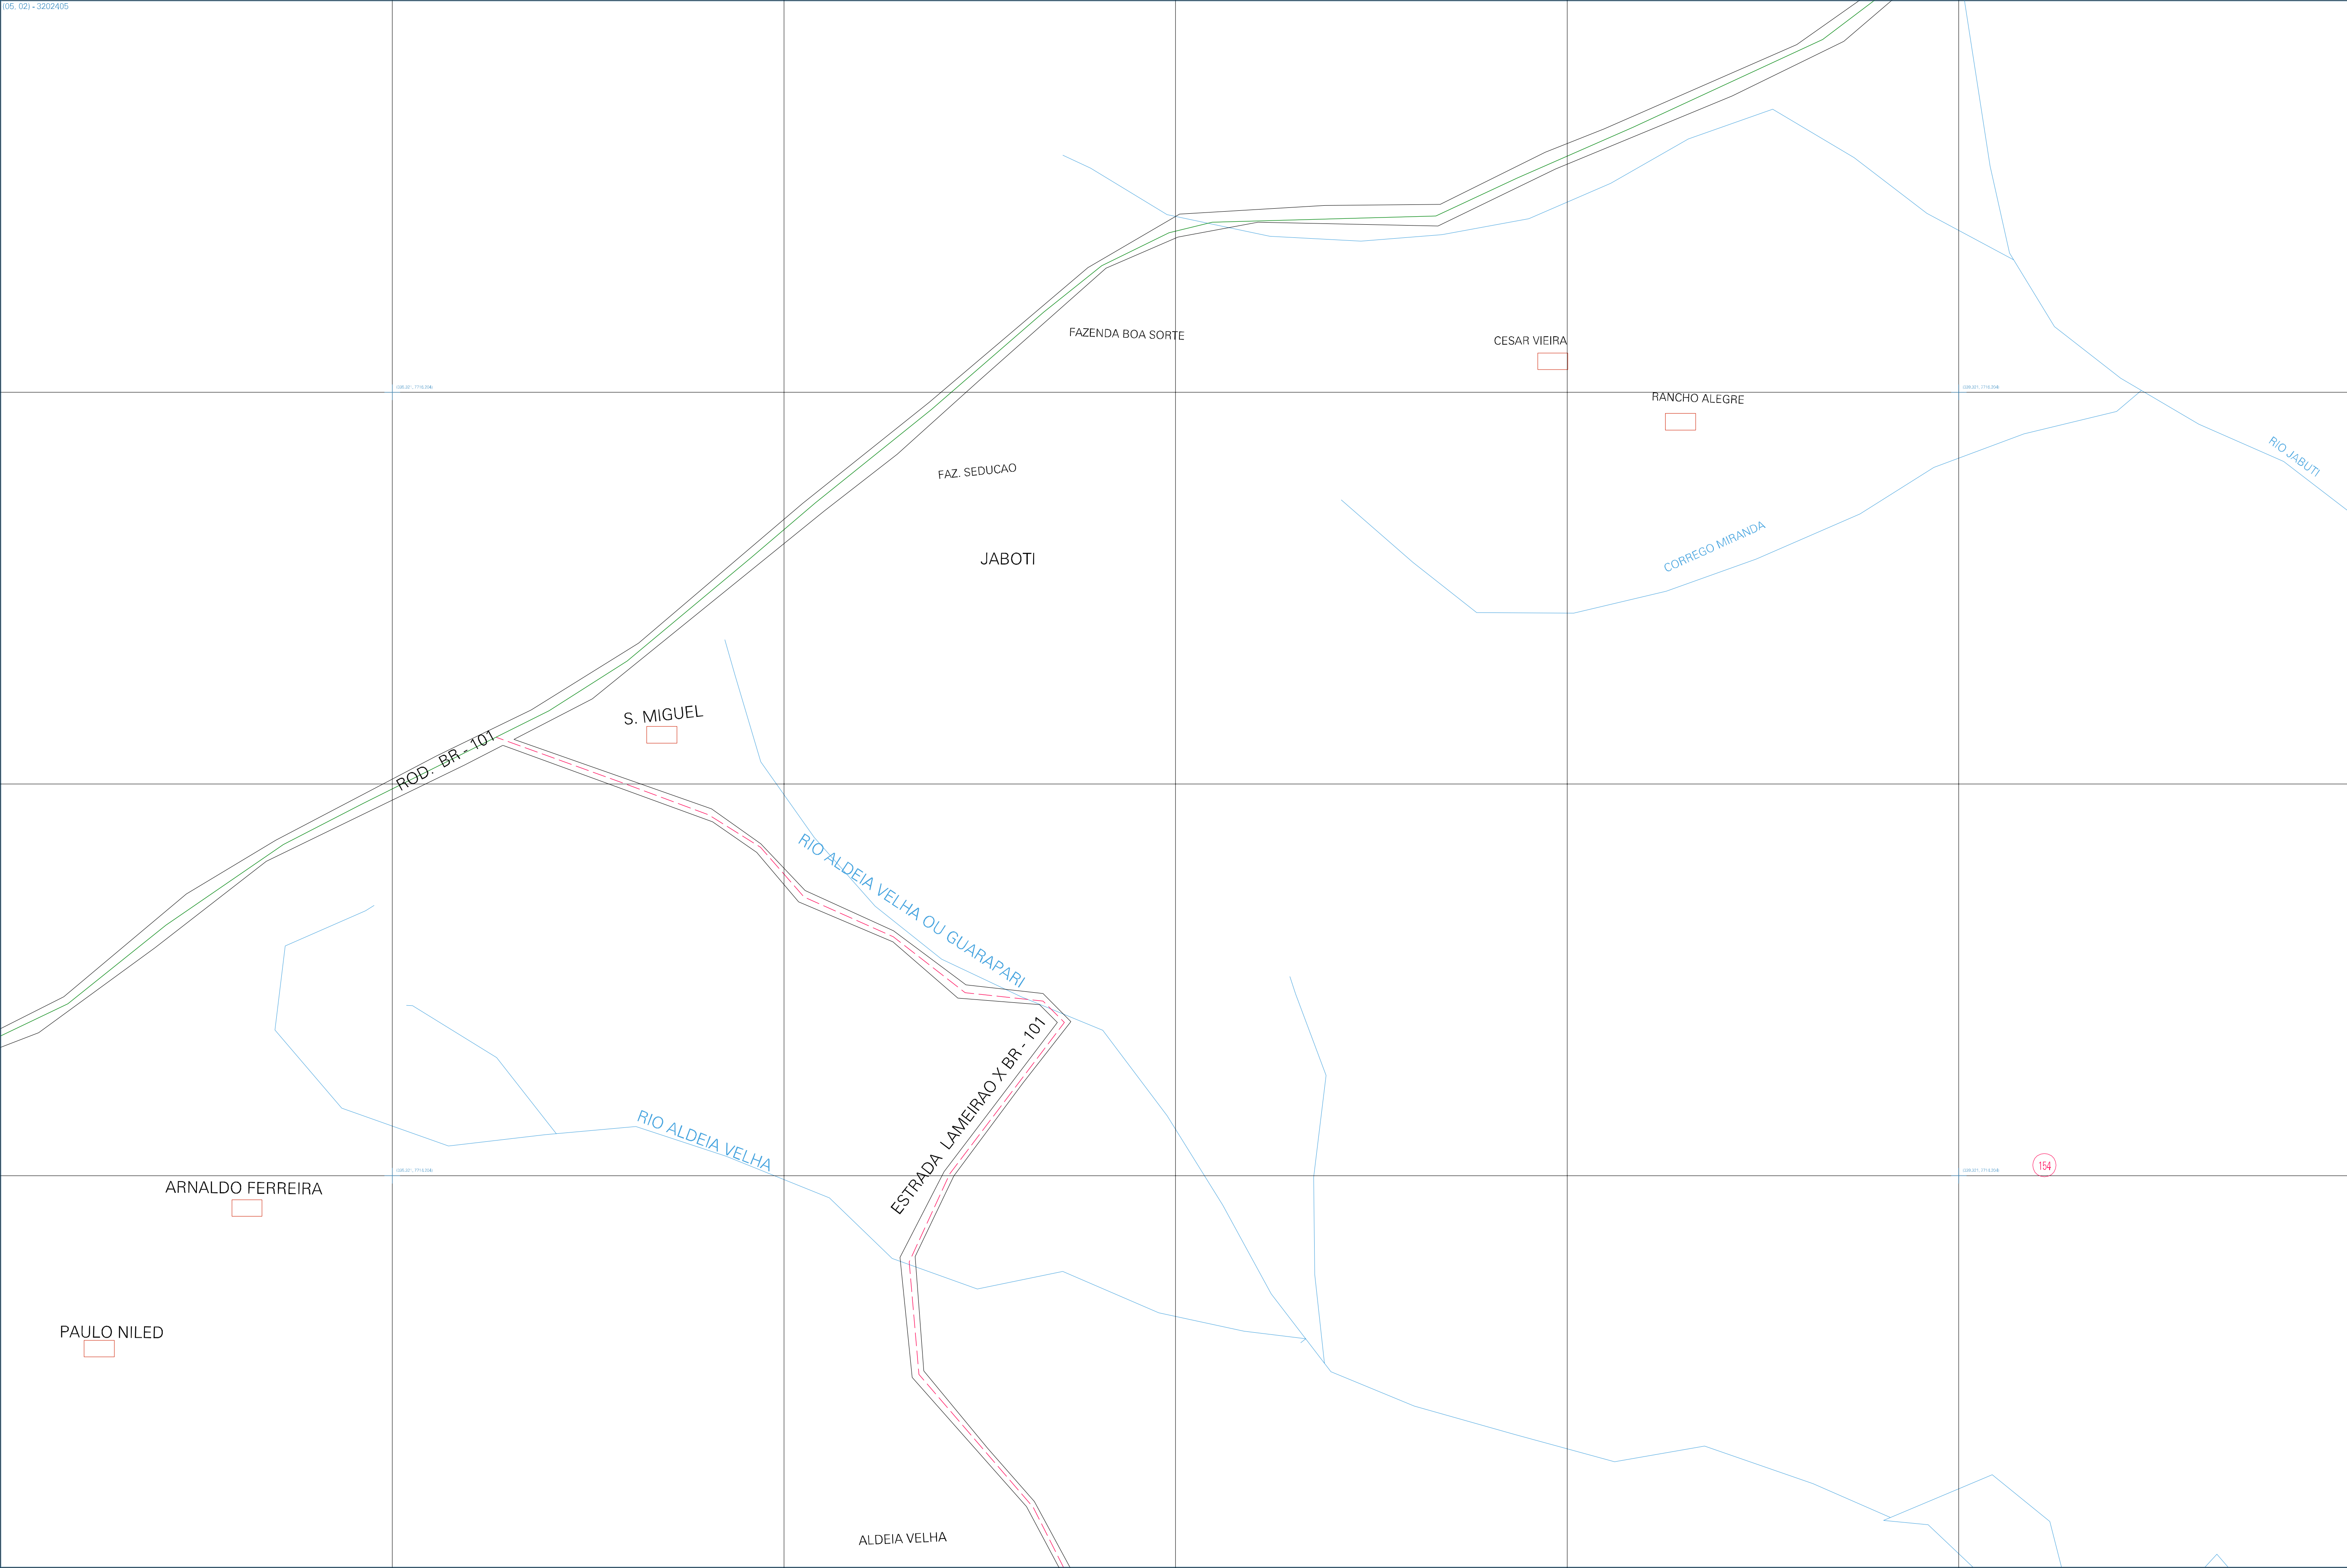 (05, 02) - 3202405
FAZENDA BOA SORTE
CESAR VIEIRA
RANCHO ALEGRE
RIO JABUTI
FAZ. SEDUCAO
CORREGO MIRANDA
JABOTI
S. MIGUEL
ROD. BR - 101
RIO ALDEIA VELHA OU GUARAPARI
ESTRADA LAMEIRAO X BR - 101
RIO ALDEIA VELHA
154
ARNALDO FERREIRA
PAULO NILED
ALDEIA VELHA